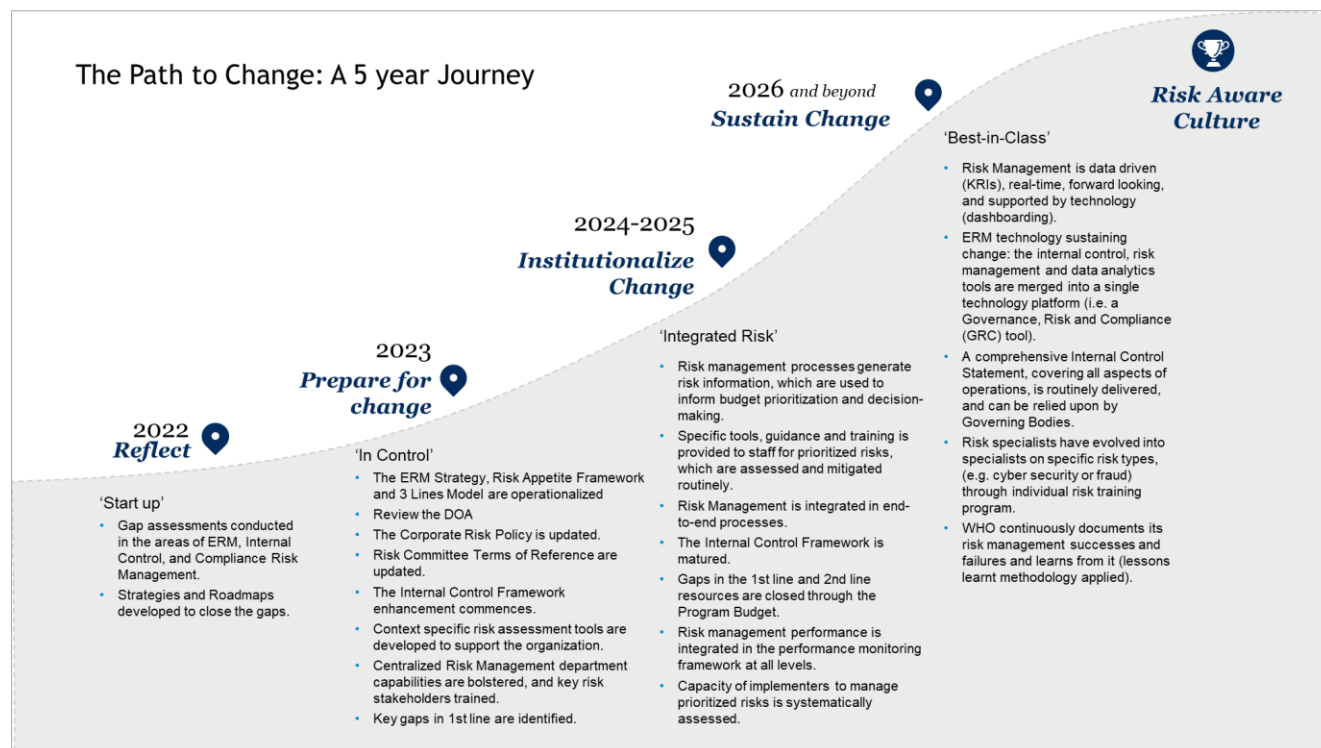 The Path to Change: A 5 year Journey
2022
Reflect
'Start up'
• Gap assessments conducted
in the areas of ERM, Internal
Control, and Compliance Risk
Management.
• Strategies and Roadmaps
developed to close the gaps.
2023
Prepare for
change
'In Control'
• The ERM Strategy, Risk Appetite Framework
and 3 Lines Model are operationalized
• Review the DOA
• The Corporate Risk Policy is updated.
• Risk Committee Terms of Reference are
updated.
• The Internal Control Framework
enhancement commences.
• Context specific risk assessment tools are
developed to support the organization.
• Centralized Risk Management department
capabilities are bolstered, and key risk
stakeholders trained.
• Key gaps in 1st line are identified.
2024-2025
Institutionalize
Change
'Integrated Risk'
• Risk management processes generate
risk information, which are used to
inform budget prioritization and decision-
making.
• Specific tools, guidance and training is
provided to staff for prioritized risks,
which are assessed and mitigated
routinely.
• Risk Management is integrated in end-
to-end processes.
• The Internal Control Framework is
matured.
• Gaps in the 1st line and 2nd line
resources are closed through the
Program Budget.
• Risk management performance is
integrated in the performance monitoring
framework at all levels.
• Capacity of implementers to manage
prioritized risks is systematically
assessed.
2026 and beyond
Sustain Change
'Best-in-Class'
• Risk Management is data driven
(KRIs), real-time, forward looking,
and supported by technology
(dashboarding).
• ERM technology sustaining
change: the internal control, risk
management and data analytics
tools are merged into a single
technology platform (i.e. a
Governance, Risk and Compliance
(GRC) tool).
• A comprehensive Internal Control
Statement, covering all aspects of
operations, is routinely delivered,
and can be relied upon by
Governing Bodies.
• Risk specialists have evolved into
specialists on specific risk types,
(e.g. cyber security or fraud)
through individual risk training
program.
• WHO continuously documents its
risk management successes and
failures and learns from it (lessons
learnt methodology applied).
Risk Aware
Culture